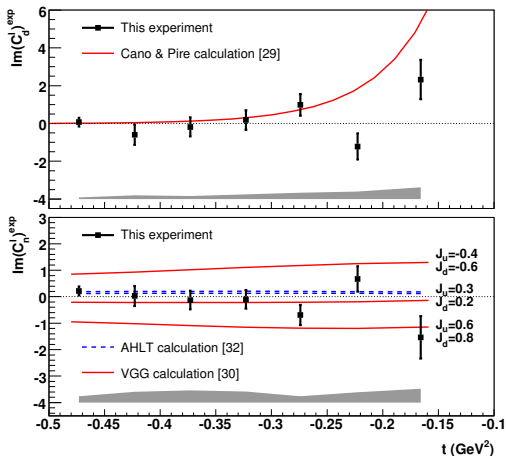 Im(C_d^I)^exp
6
4
2
0
-2
-4
This experiment
Cano & Pire calculation [29]
Im(C_n^I)^exp
3
2
1
0
-1
-2
-3
-4
This experiment
J_u=-0.4
J_d=-0.6
J_u=0.3
J_d=0.2
J_u=0.6
J_d=0.8
AHLT calculation [32]
VGG calculation [30]
-0.5 -0.45 -0.4 -0.35 -0.3 -0.25 -0.2 -0.15 -0.1
t (GeV²)